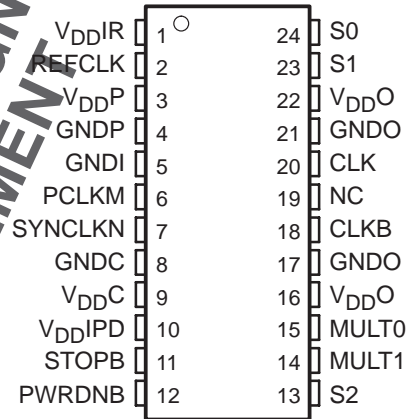 VDDIR 1 24 S0
REFCLK 2 23 S1
VDDP 3 22 VDDO
GNDP 4 21 GNDO
GNDI 5 20 CLK
PCLKM 6 19 NC
SYNCLKN 7 18 CLKB
GNDC 8 17 GNDO
VDDC 9 16 VDDO
VDDIPD 10 15 MULT0
STOPB 11 14 MULT1
PWRDNB 12 13 S2